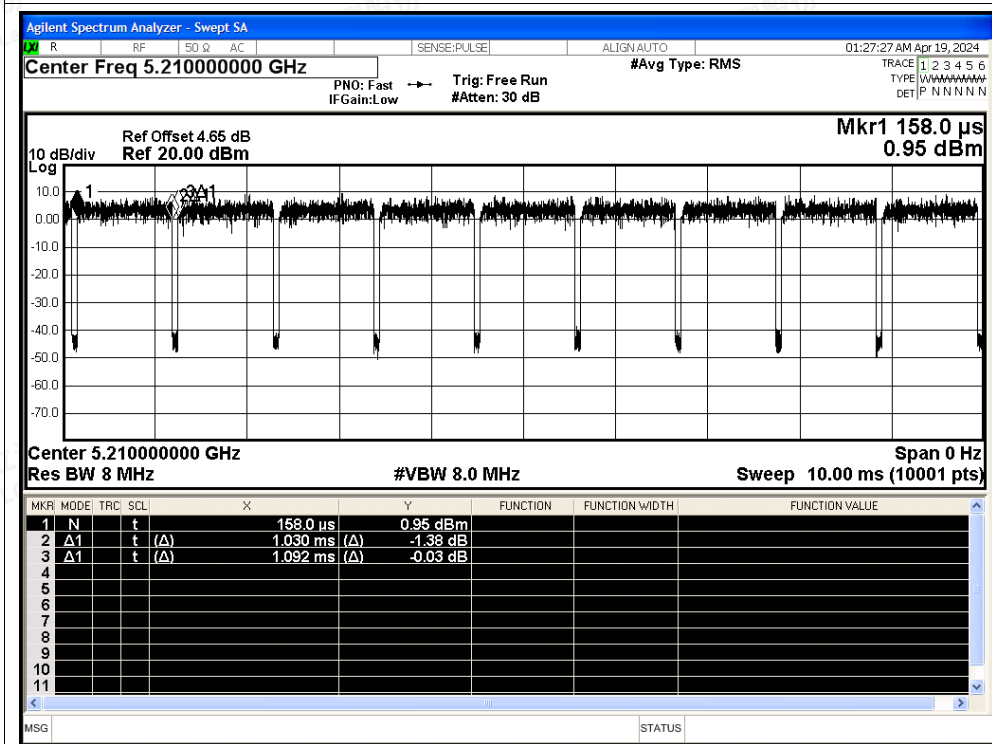 Agilent Spectrum Analyzer - Swept SA
LXI R RF 50 Ω AC SENSE:PULSE ALIGN AUTO 01:27:27 AM Apr 19, 2024
Center Freq 5.210000000 GHz
PNO: Fast
IFGain:Low
Trig: Free Run
#Atten: 30 dB
#Avg Type: RMS
TRACE 1 2 3 4 5 6
TYPE
DET P N N N N N
Mkr1 158.0 µs
0.95 dBm
Ref Offset 4.65 dB
10 dB/div Ref 20.00 dBm
Log
1
10.0
0.00
-10.0
-20.0
-30.0
-40.0
-50.0
-60.0
-70.0
Center 5.210000000 GHz Span 0 Hz
Res BW 8 MHz #VBW 8.0 MHz Sweep 10.00 ms (10001 pts)
MKR MODE TRC SCL X Y FUNCTION FUNCTION WIDTH FUNCTION VALUE
1 N t 158.0 µs 0.95 dBm
2 Δ1 t (Δ) 1.030 ms (Δ) -1.38 dB
3 Δ1 t (Δ) 1.092 ms (Δ) -0.03 dB
4
5
6
7
8
9
10
11
MSG STATUS